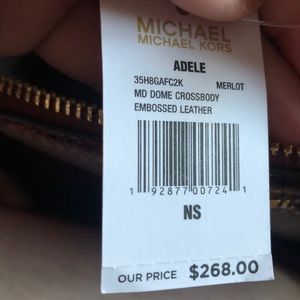 MICHAEL
MICHAEL KORS
ADELE
35H8GAFC2K MERLOT
MD DOME CROSSBODY
EMBOSSED LEATHER
1 92877 00724 1
NS
OUR PRICE $268.00